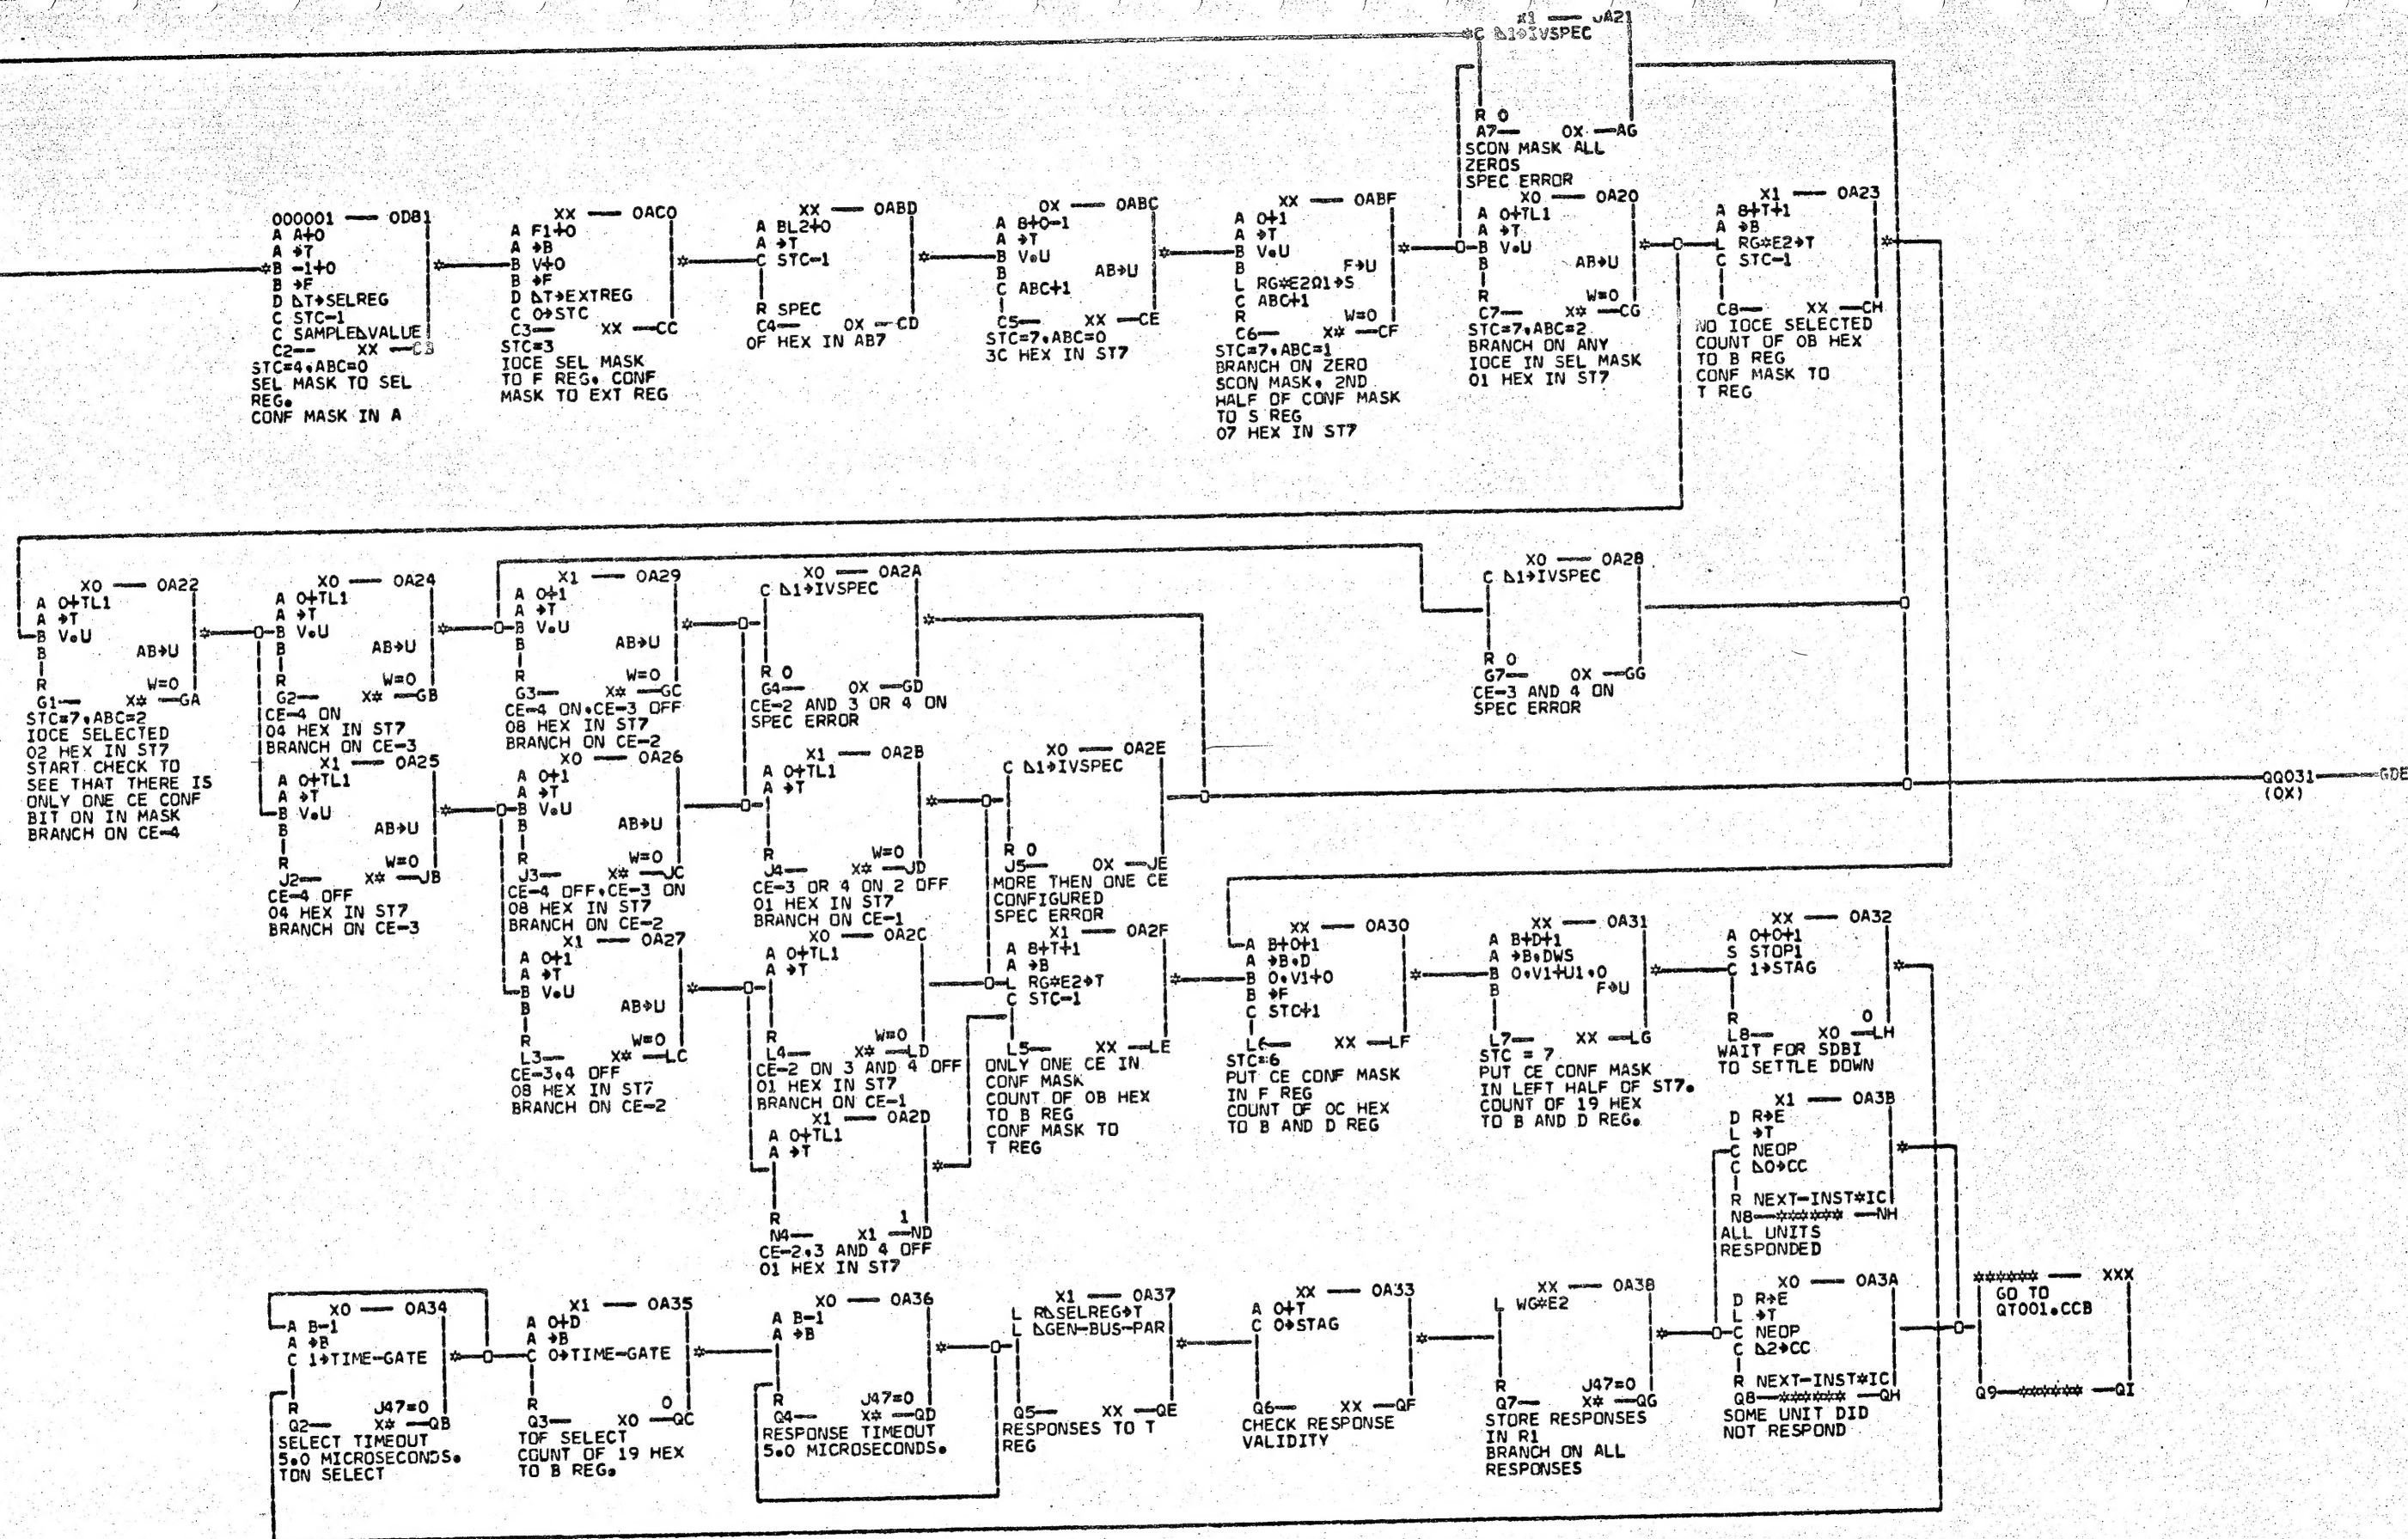 X1 — 0A21
*C Δ1→IVSPEC
R 0
A7— 0X —AG
SCON MASK ALL
ZEROS
SPEC ERROR
000001 — 0D81
A A+0
A →T
*B -1+0
B →F
D ΔT→SELREG
C STC-1
C SAMPLEΔVALUE
C2— XX —CB
STC=4,ABC=0
SEL MASK TO SEL
REG.
CONF MASK IN A
XX — 0AC0
A F1+0
A →B
B V+0
B →F
D ΔT→EXTREG
C 0→STC
C3— XX —CC
STC=3
IOCE SEL MASK
TO F REG. CONF
MASK TO EXT REG
XX — 0ABD
A BL2+0
A →T
C STC-1
R SPEC
C4— 0X —CD
0F HEX IN AB7
0X — 0ABC
A B+0-1
A →T
B V.U
B AB→U
C ABC+1
C5— XX —CE
STC=7,ABC=0
3C HEX IN ST7
XX — 0ABF
A 0+1
A →T
B V.U
B F→U
L RG*E2Ω1→S
C ABC+1
R W=0
C6— X* —CF
STC=7,ABC=1
BRANCH ON ZERO
SCON MASK. 2ND
HALF OF CONF MASK
TO S REG
07 HEX IN ST7
X0 — 0A20
A 0+TL1
A →T
B V.U
B AB→U
R W=0
C7— X* —CG
STC=7,ABC=2
BRANCH ON ANY
IOCE IN SEL MASK
01 HEX IN ST7
X1 — 0A23
A B+T+1
A →B
L RG*E2→T
C STC-1
C8— XX —CH
NO IOCE SELECTED
COUNT OF 0B HEX
TO B REG
CONF MASK TO
T REG
X0 — 0A22
A 0+TL1
A →T
B V.U
B AB→U
R W=0
G1— X* —GA
STC=7,ABC=2
IOCE SELECTED
02 HEX IN ST7
START CHECK TO
SEE THAT THERE IS
ONLY ONE CE CONF
BIT ON IN MASK
BRANCH ON CE-4
X0 — 0A24
A 0+TL1
A →T
B V.U
B AB→U
R W=0
G2— X* —GB
CE-4 ON
04 HEX IN ST7
BRANCH ON CE-3
X1 — 0A29
A 0+1
A →T
B V.U
B AB→U
R W=0
G3— X* —GC
CE-4 ON,CE-3 OFF
08 HEX IN ST7
BRANCH ON CE-2
X0 — 0A2A
C Δ1→IVSPEC
R 0
G4— 0X —GD
CE-2 AND 3 OR 4 ON
SPEC ERROR
X0 — 0A28
C Δ1→IVSPEC
R 0
G7— 0X —GG
CE-3 AND 4 ON
SPEC ERROR
X1 — 0A25
A 0+TL1
A →T
B V.U
B AB→U
R W=0
J2— X* —JB
CE-4 OFF
04 HEX IN ST7
BRANCH ON CE-3
X0 — 0A26
A 0+1
A →T
B V.U
B AB→U
R W=0
J3— X* —JC
CE-4 OFF,CE-3 ON
08 HEX IN ST7
BRANCH ON CE-2
X1 — 0A2B
A 0+TL1
A →T
R W=0
J4— X* —JD
CE-3 OR 4 ON 2 OFF
01 HEX IN ST7
BRANCH ON CE-1
X0 — 0A2E
C Δ1→IVSPEC
R 0
J5— 0X —JE
MORE THEN ONE CE
CONFIGURED
SPEC ERROR
QQ031 —GDE
(0X)
X1 — 0A27
A 0+1
A →T
B V.U
B AB→U
R W=0
L3— X* —LC
CE-3,4 OFF
08 HEX IN ST7
BRANCH ON CE-2
X0 — 0A2C
A 0+TL1
A →T
R W=0
L4— X* —LD
CE-2 ON 3 AND 4 OFF
01 HEX IN ST7
BRANCH ON CE-1
X1 — 0A2F
A B+T+1
A →B
L RG*E2→T
C STC-1
L5— XX —LE
ONLY ONE CE IN
CONF MASK
COUNT OF 0B HEX
TO B REG
CONF MASK TO
T REG
XX — 0A30
A B+0+1
A →B.D
B 0.V1+0
B →F
C STC+1
L6— XX —LF
STC=6
PUT CE CONF MASK
IN F REG
COUNT OF 0C HEX
TO B AND D REG
XX — 0A31
A B+D+1
A →B.DWS
B 0.V1+U1.0
B F→U
L7— XX —LG
STC = 7
PUT CE CONF MASK
IN LEFT HALF OF ST7.
COUNT OF 19 HEX
TO B AND D REG.
XX — 0A32
A 0+0+1
S STOP1
C 1→STAG
R 0
L8— X0 —LH
WAIT FOR SDBI
TO SETTLE DOWN
X1 — 0A2D
A 0+TL1
A →T
R 1
N4— X1 —ND
CE-2,3 AND 4 OFF
01 HEX IN ST7
X1 — 0A3B
D R→E
L →T
C NEOP
C Δ0→CC
R NEXT-INST*IC
N8—****** —NH
ALL UNITS
RESPONDED
X0 — 0A34
A B-1
A →B
C 1→TIME-GATE
R J47=0
Q2— X* —QB
SELECT TIMEOUT
5.0 MICROSECONDS.
TON SELECT
X1 — 0A35
A 0+D
A →B
C 0→TIME-GATE
R 0
Q3— X0 —QC
TOF SELECT
COUNT OF 19 HEX
TO B REG.
X0 — 0A36
A B-1
A →B
R J47=0
Q4— X* —QD
RESPONSE TIMEOUT
5.0 MICROSECONDS.
X1 — 0A37
L RΔSELREG→T
L ΔGEN-BUS-PAR
Q5— XX —QE
RESPONSES TO T
REG
XX — 0A33
A 0+T
C 0→STAG
Q6— XX —QF
CHECK RESPONSE
VALIDITY
XX — 0A38
L WG*E2
R J47=0
Q7— X* —QG
STORE RESPONSES
IN R1
BRANCH ON ALL
RESPONSES
X0 — 0A3A
D R→E
L →T
C NEOP
C Δ2→CC
R NEXT-INST*IC
Q8—****** —QH
SOME UNIT DID
NOT RESPOND
****** — XXX
GO TO
QT001.CCB
Q9—****** —QI